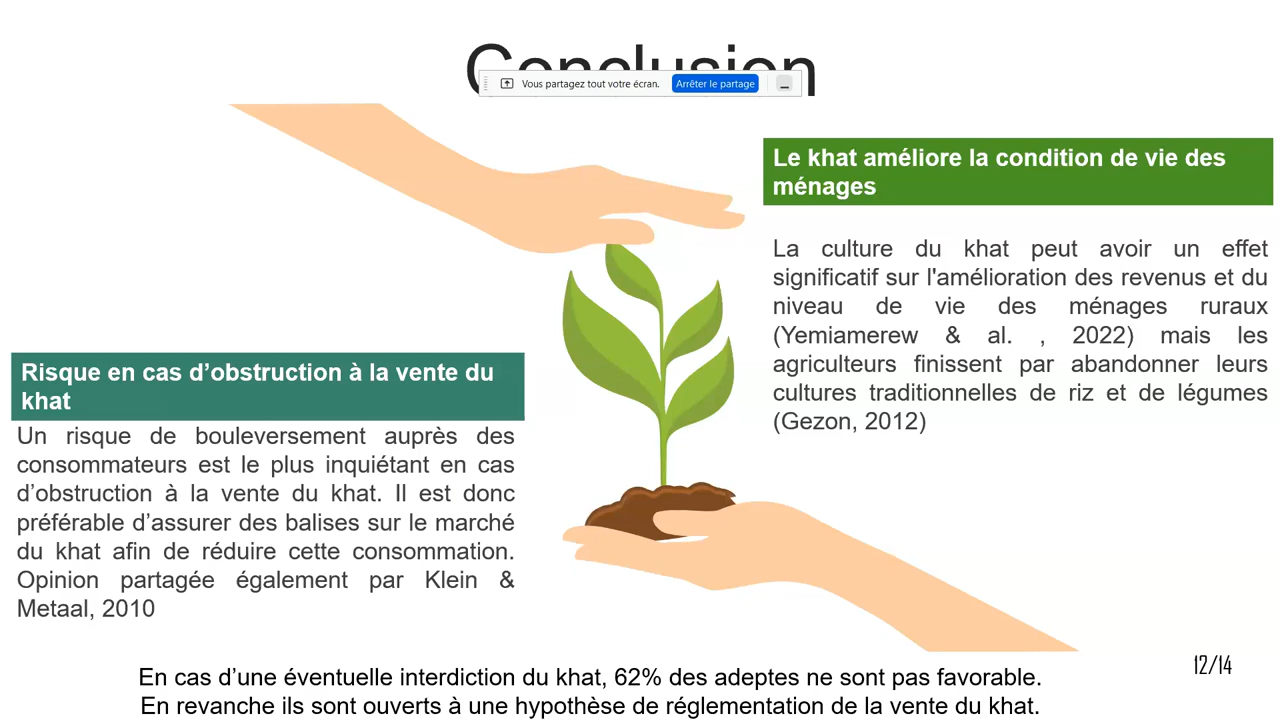 Conclusion
Vous partagez tout votre écran. Arrêter le partage
Le khat améliore la condition de vie des
ménages
La culture du khat peut avoir un effet
significatif sur l'amélioration des revenus et du
niveau de vie des ménages ruraux
(Yemiamerew & al. , 2022) mais les
agriculteurs finissent par abandonner leurs
cultures traditionnelles de riz et de légumes
(Gezon, 2012)
Risque en cas d’obstruction à la vente du
khat
Un risque de bouleversement auprès des
consommateurs est le plus inquiétant en cas
d’obstruction à la vente du khat. Il est donc
préférable d’assurer des balises sur le marché
du khat afin de réduire cette consommation.
Opinion partagée également par Klein &
Metaal, 2010
En cas d’une éventuelle interdiction du khat, 62% des adeptes ne sont pas favorable.
En revanche ils sont ouverts à une hypothèse de réglementation de la vente du khat.
12/14